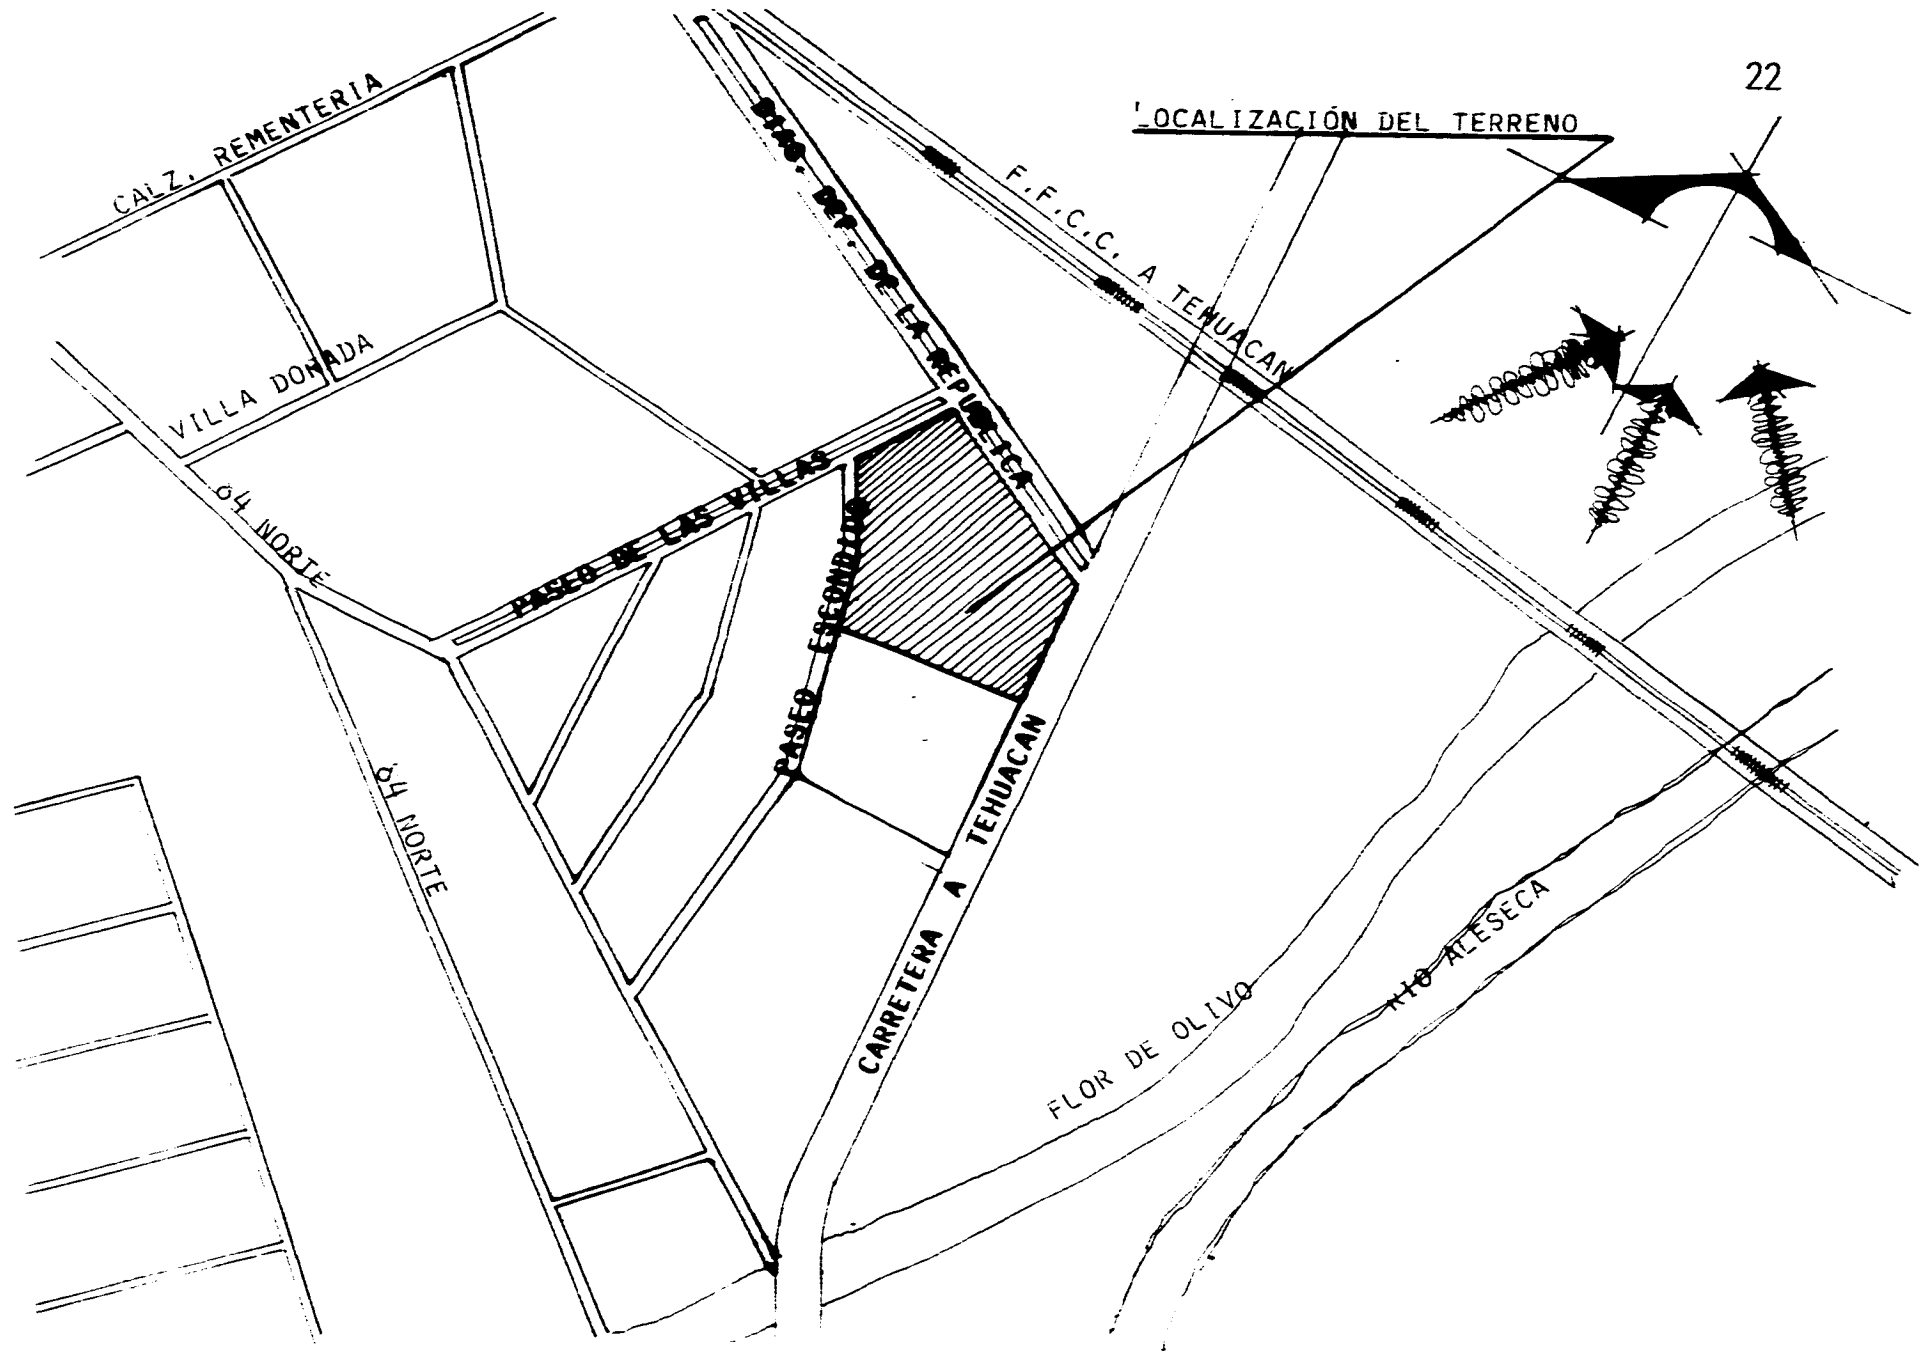 22
LOCALIZACIÓN DEL TERRENO
CALZ. REMENTERIA
F.F.C.C. A TEHUACAN
DIAG. DEF. DE LA REPUBLICA
VILLA DORADA
64 NORTE
PASEO DE LAS VILLAS
PASEO ESCONDIDO
64 NORTE
CARRETERA A TEHUACAN
RIO ALESECA
FLOR DE OLIVO